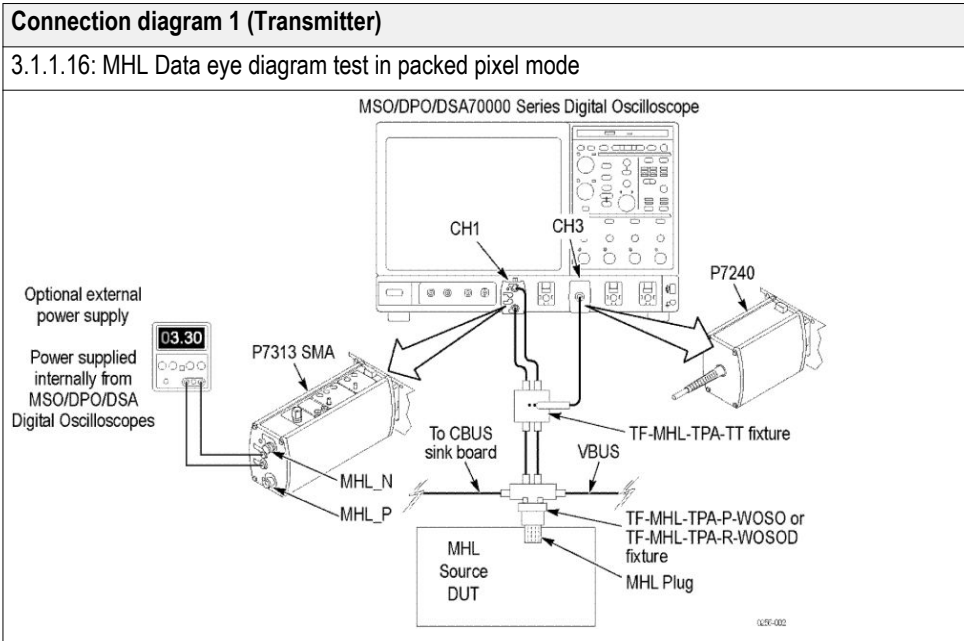 Connection diagram 1 (Transmitter)
3.1.1.16: MHL Data eye diagram test in packed pixel mode
MSO/DPO/DSA70000 Series Digital Oscilloscope
CH1
CH3
P7240
Optional external
power supply
03.30
Power supplied
internally from
MSO/DPO/DSA
Digital Oscilloscopes
P7313 SMA
MHL_N
MHL_P
TF-MHL-TPA-TT fixture
To CBUS
sink board
VBUS
TF-MHL-TPA-P-WOSO or
TF-MHL-TPA-R-WOSOD
fixture
MHL Plug
MHL
Source
DUT